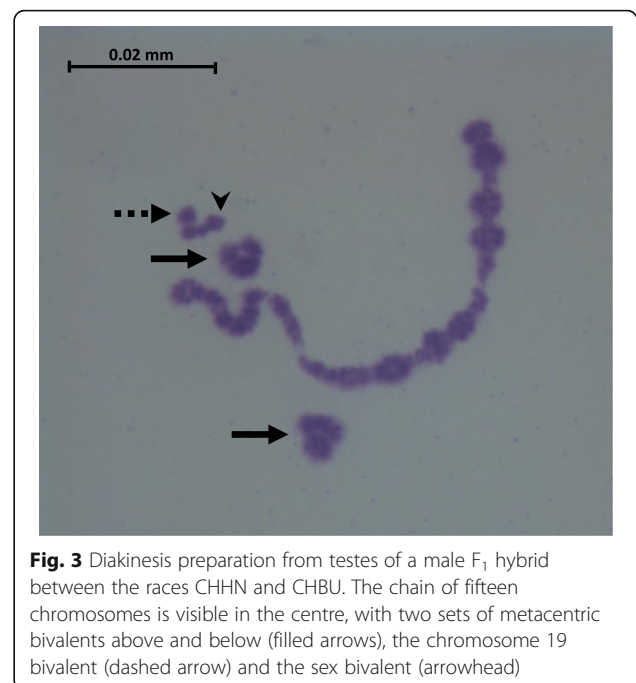 0.02 mm
Fig. 3 Diakinesis preparation from testes of a male F₁ hybrid
between the races CHHN and CHBU. The chain of fifteen
chromosomes is visible in the centre, with two sets of metacentric
bivalents above and below (filled arrows), the chromosome 19
bivalent (dashed arrow) and the sex bivalent (arrowhead)